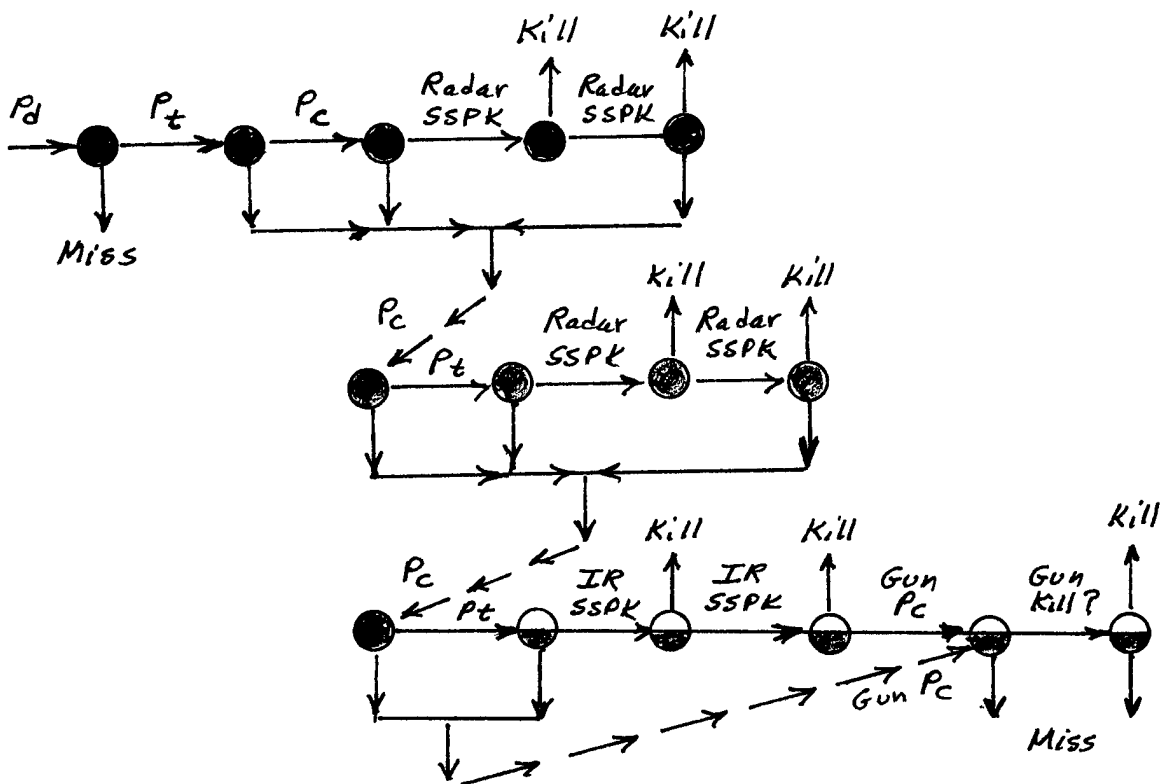 Kill Kill
Pd Pt Pc Radar SSPK Radar SSPK
Miss
Kill Kill
Pc Pt Radar SSPK Radar SSPK
Kill Kill Kill
Pc Pt IR SSPK IR SSPK Gun Pc Gun Kill?
Gun Pc
Miss